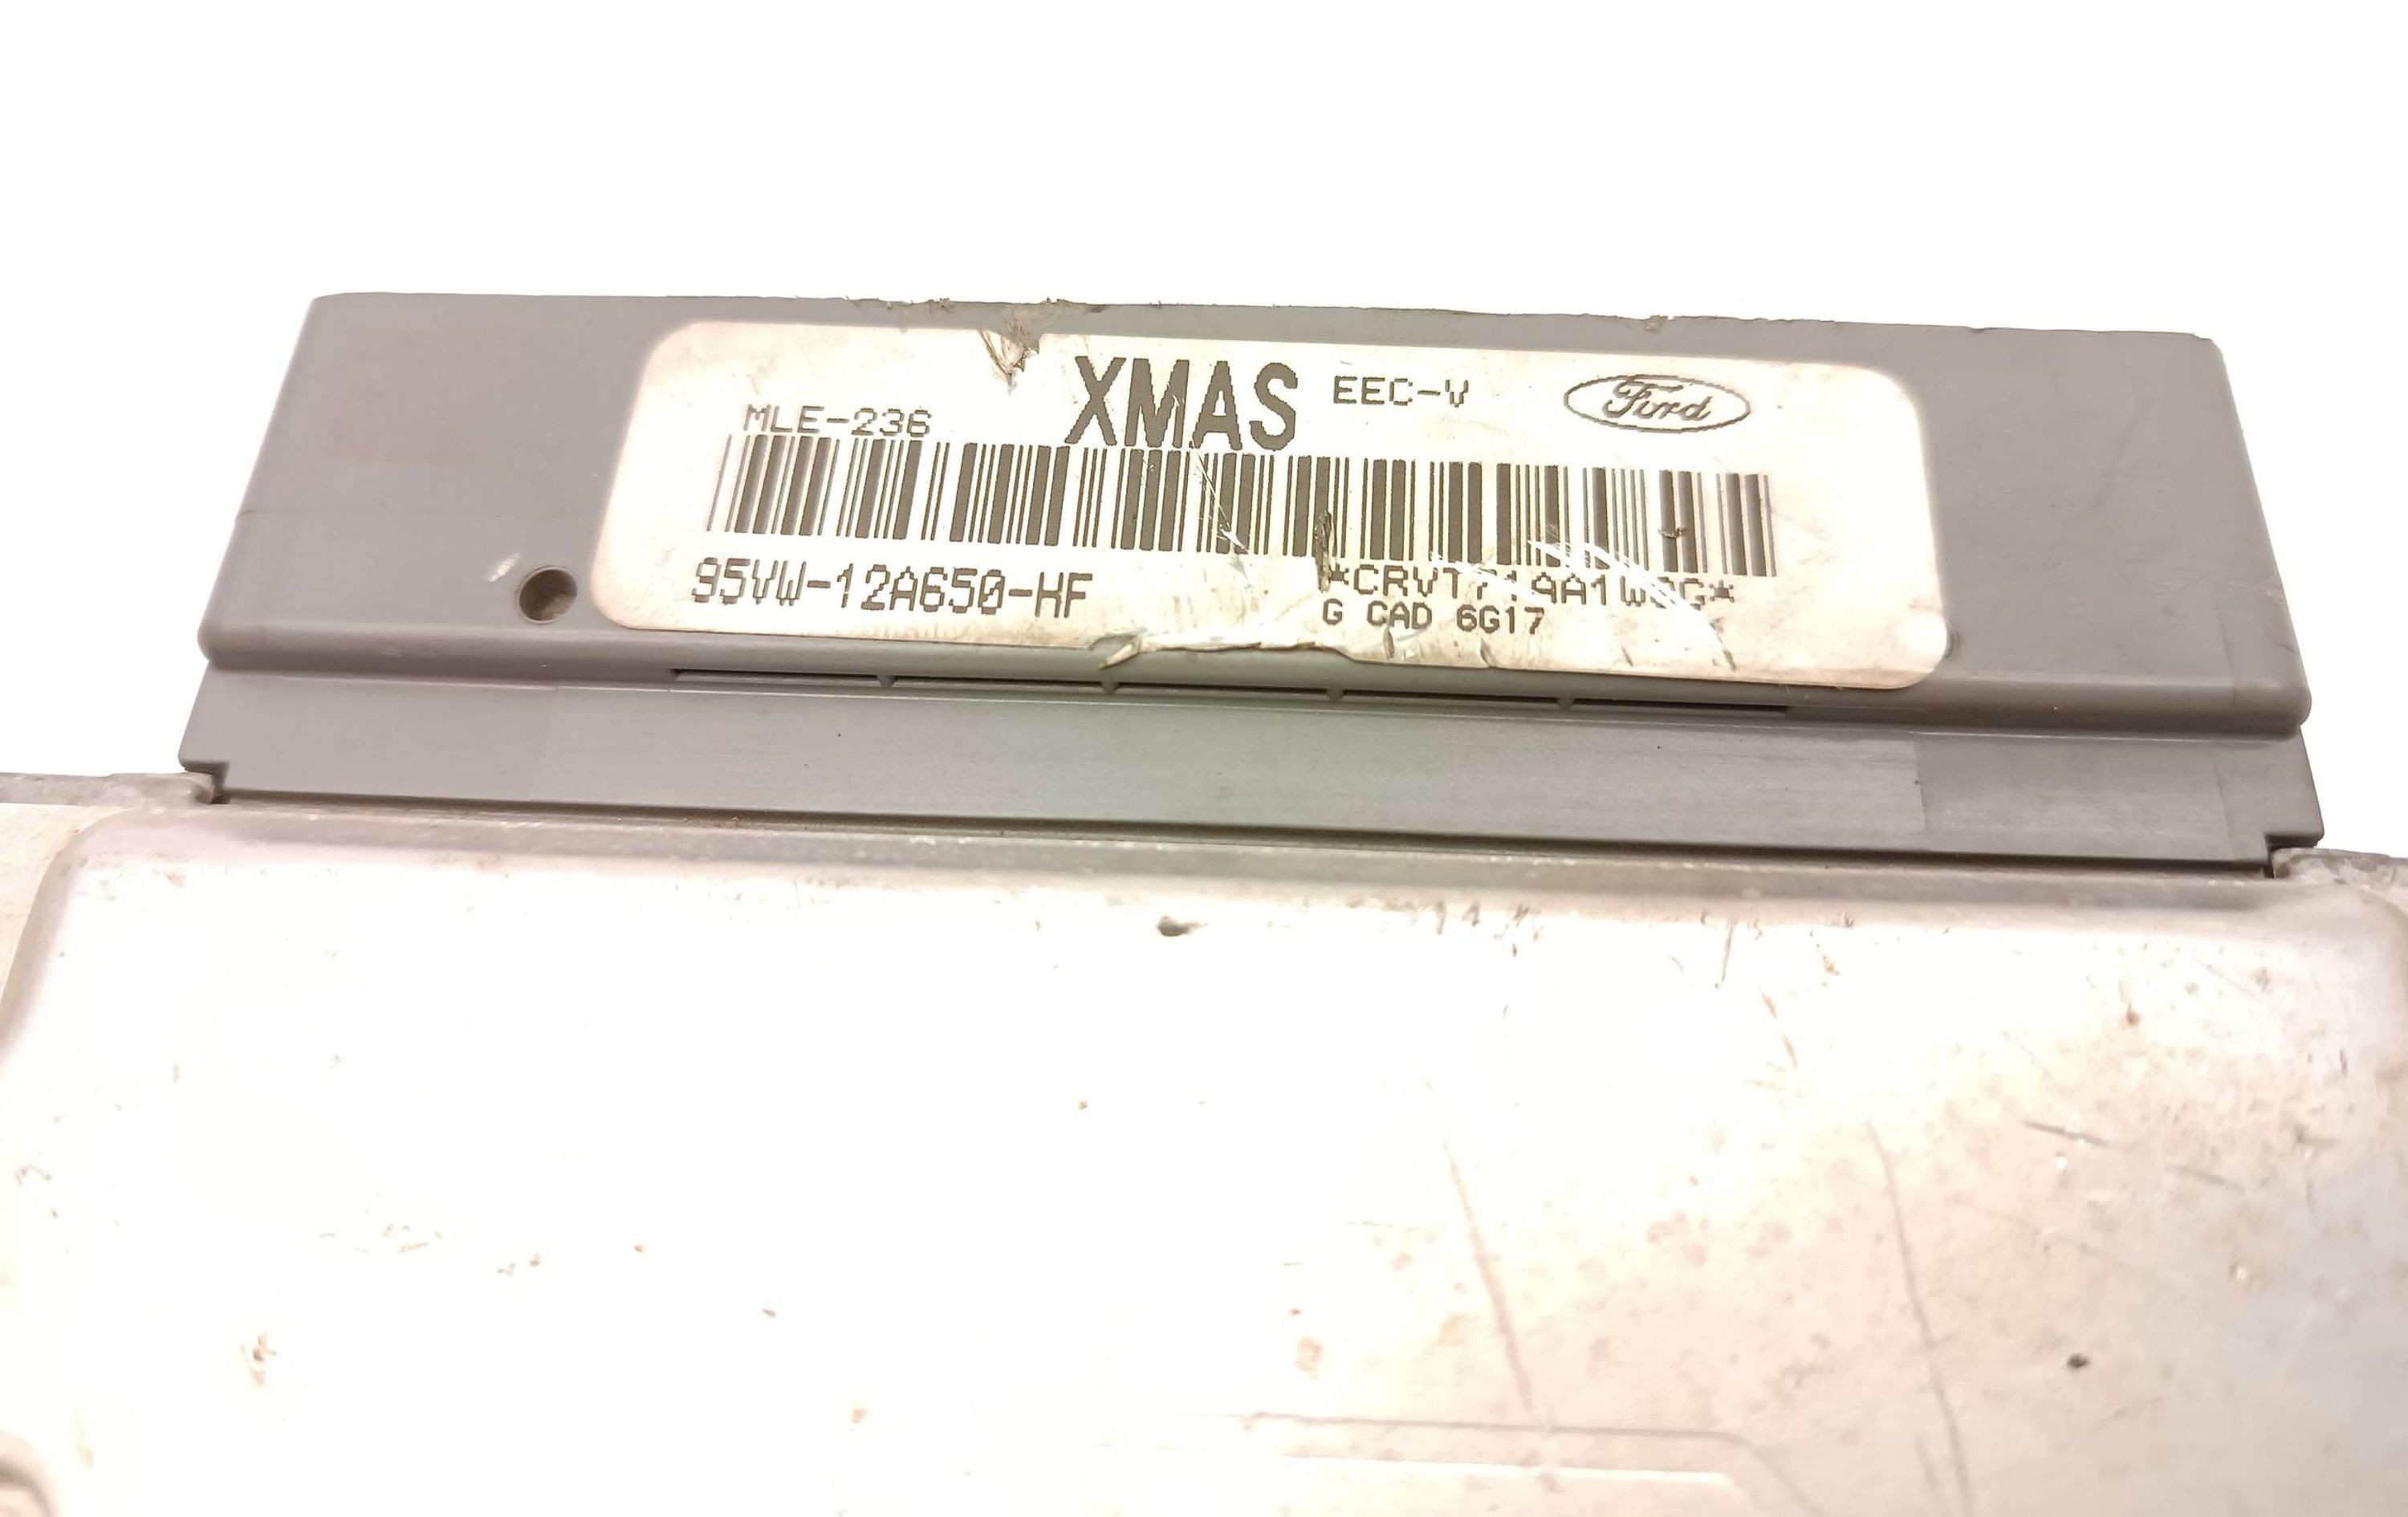 XMAS EEC-V Ford
MLE-236
95VW-12A650-HF
G CAD 6G17